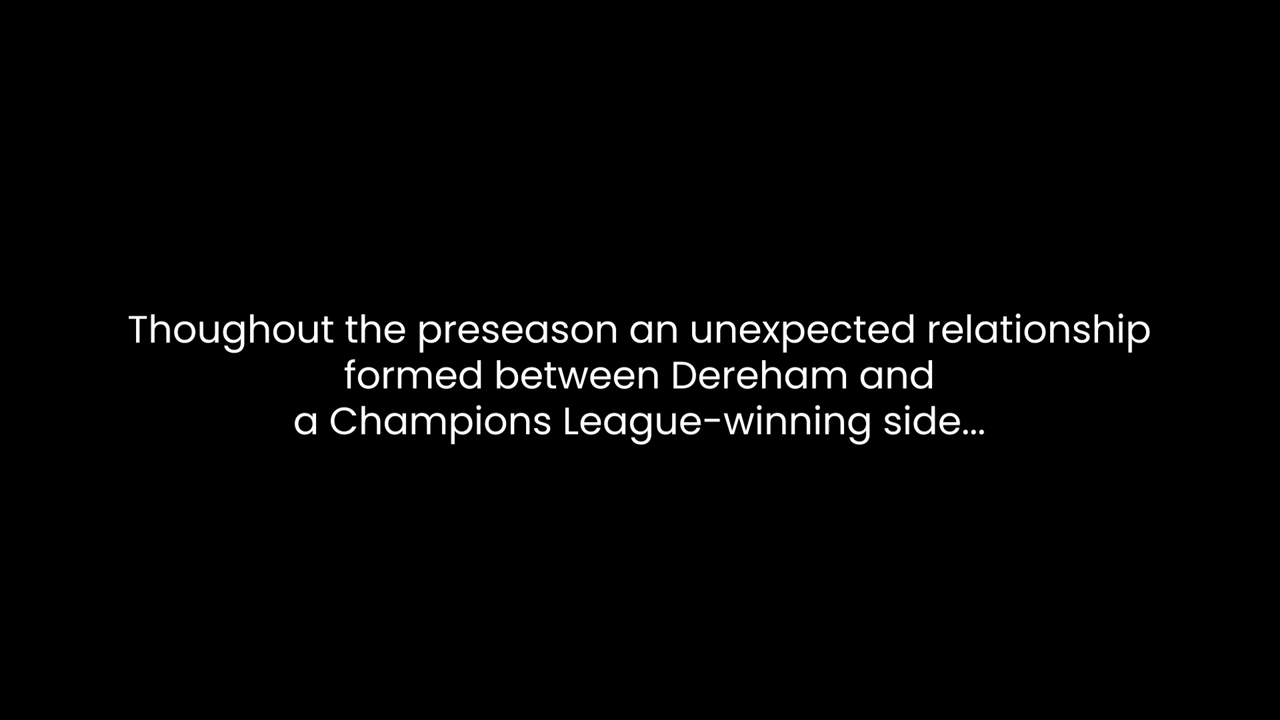 Thoughout the preseason an unexpected relationship
formed between Dereham and
a Champions League-winning side...